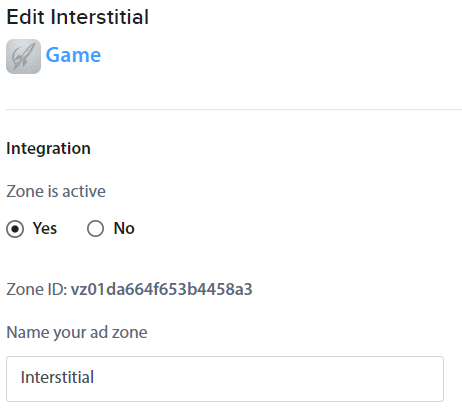 Edit Interstitial
Game
Integration
Zone is active
Yes No
Zone ID: vz01da664f653b4458a3
Name your ad zone
Interstitial